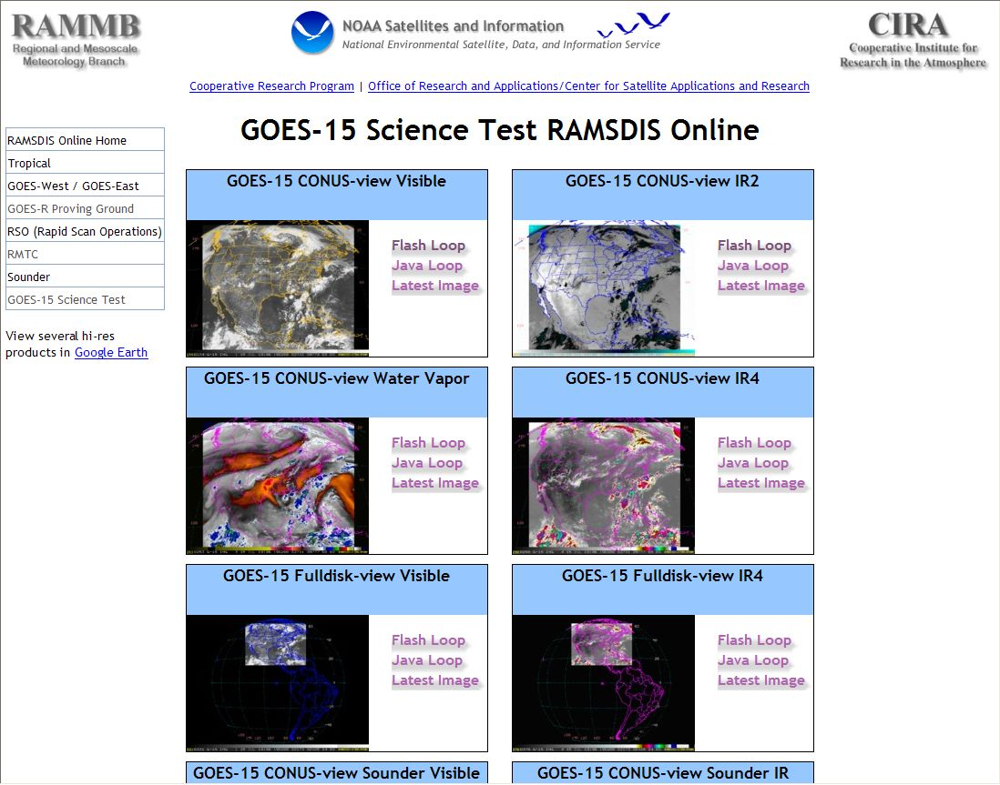 RAMMB
Regional and Mesoscale
Meteorology Branch
NOAA Satellites and Information
National Environmental Satellite, Data, and Information Service
CIRA
Cooperative Institute for
Research in the Atmosphere
Cooperative Research Program | Office of Research and Applications/Center for Satellite Applications and Research
GOES-15 Science Test RAMSDIS Online
RAMSDIS Online Home
Tropical
GOES-West / GOES-East
GOES-R Proving Ground
RSO (Rapid Scan Operations)
RMTC
Sounder
GOES-15 Science Test
View several hi-res
products in Google Earth
GOES-15 CONUS-view Visible
Flash Loop
Java Loop
Latest Image
GOES-15 CONUS-view IR2
Flash Loop
Java Loop
Latest Image
GOES-15 CONUS-view Water Vapor
Flash Loop
Java Loop
Latest Image
GOES-15 CONUS-view IR4
Flash Loop
Java Loop
Latest Image
GOES-15 Fulldisk-view Visible
Flash Loop
Java Loop
Latest Image
GOES-15 Fulldisk-view IR4
Flash Loop
Java Loop
Latest Image
GOES-15 CONUS-view Sounder Visible
GOES-15 CONUS-view Sounder IR